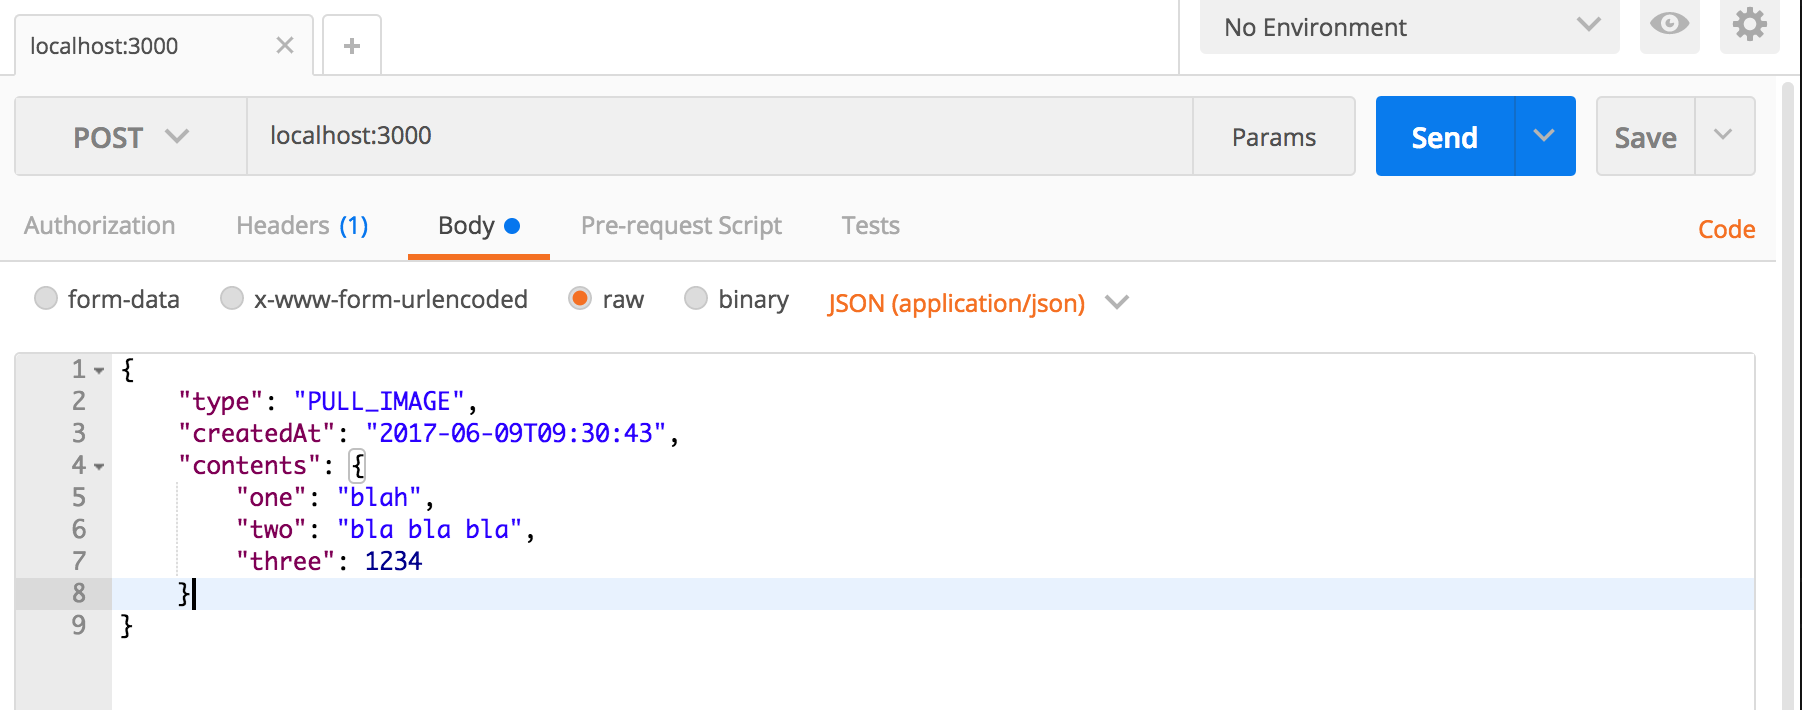 localhost:3000
No Environment
POST localhost:3000 Params Send Save
Authorization Headers (1) Body Pre-request Script Tests Code
form-data x-www-form-urlencoded raw binary JSON (application/json)
1 {
2 "type": "PULL_IMAGE",
3 "createdAt": "2017-06-09T09:30:43",
4 "contents": {
5 "one": "blah",
6 "two": "bla bla bla",
7 "three": 1234
8 }
9 }